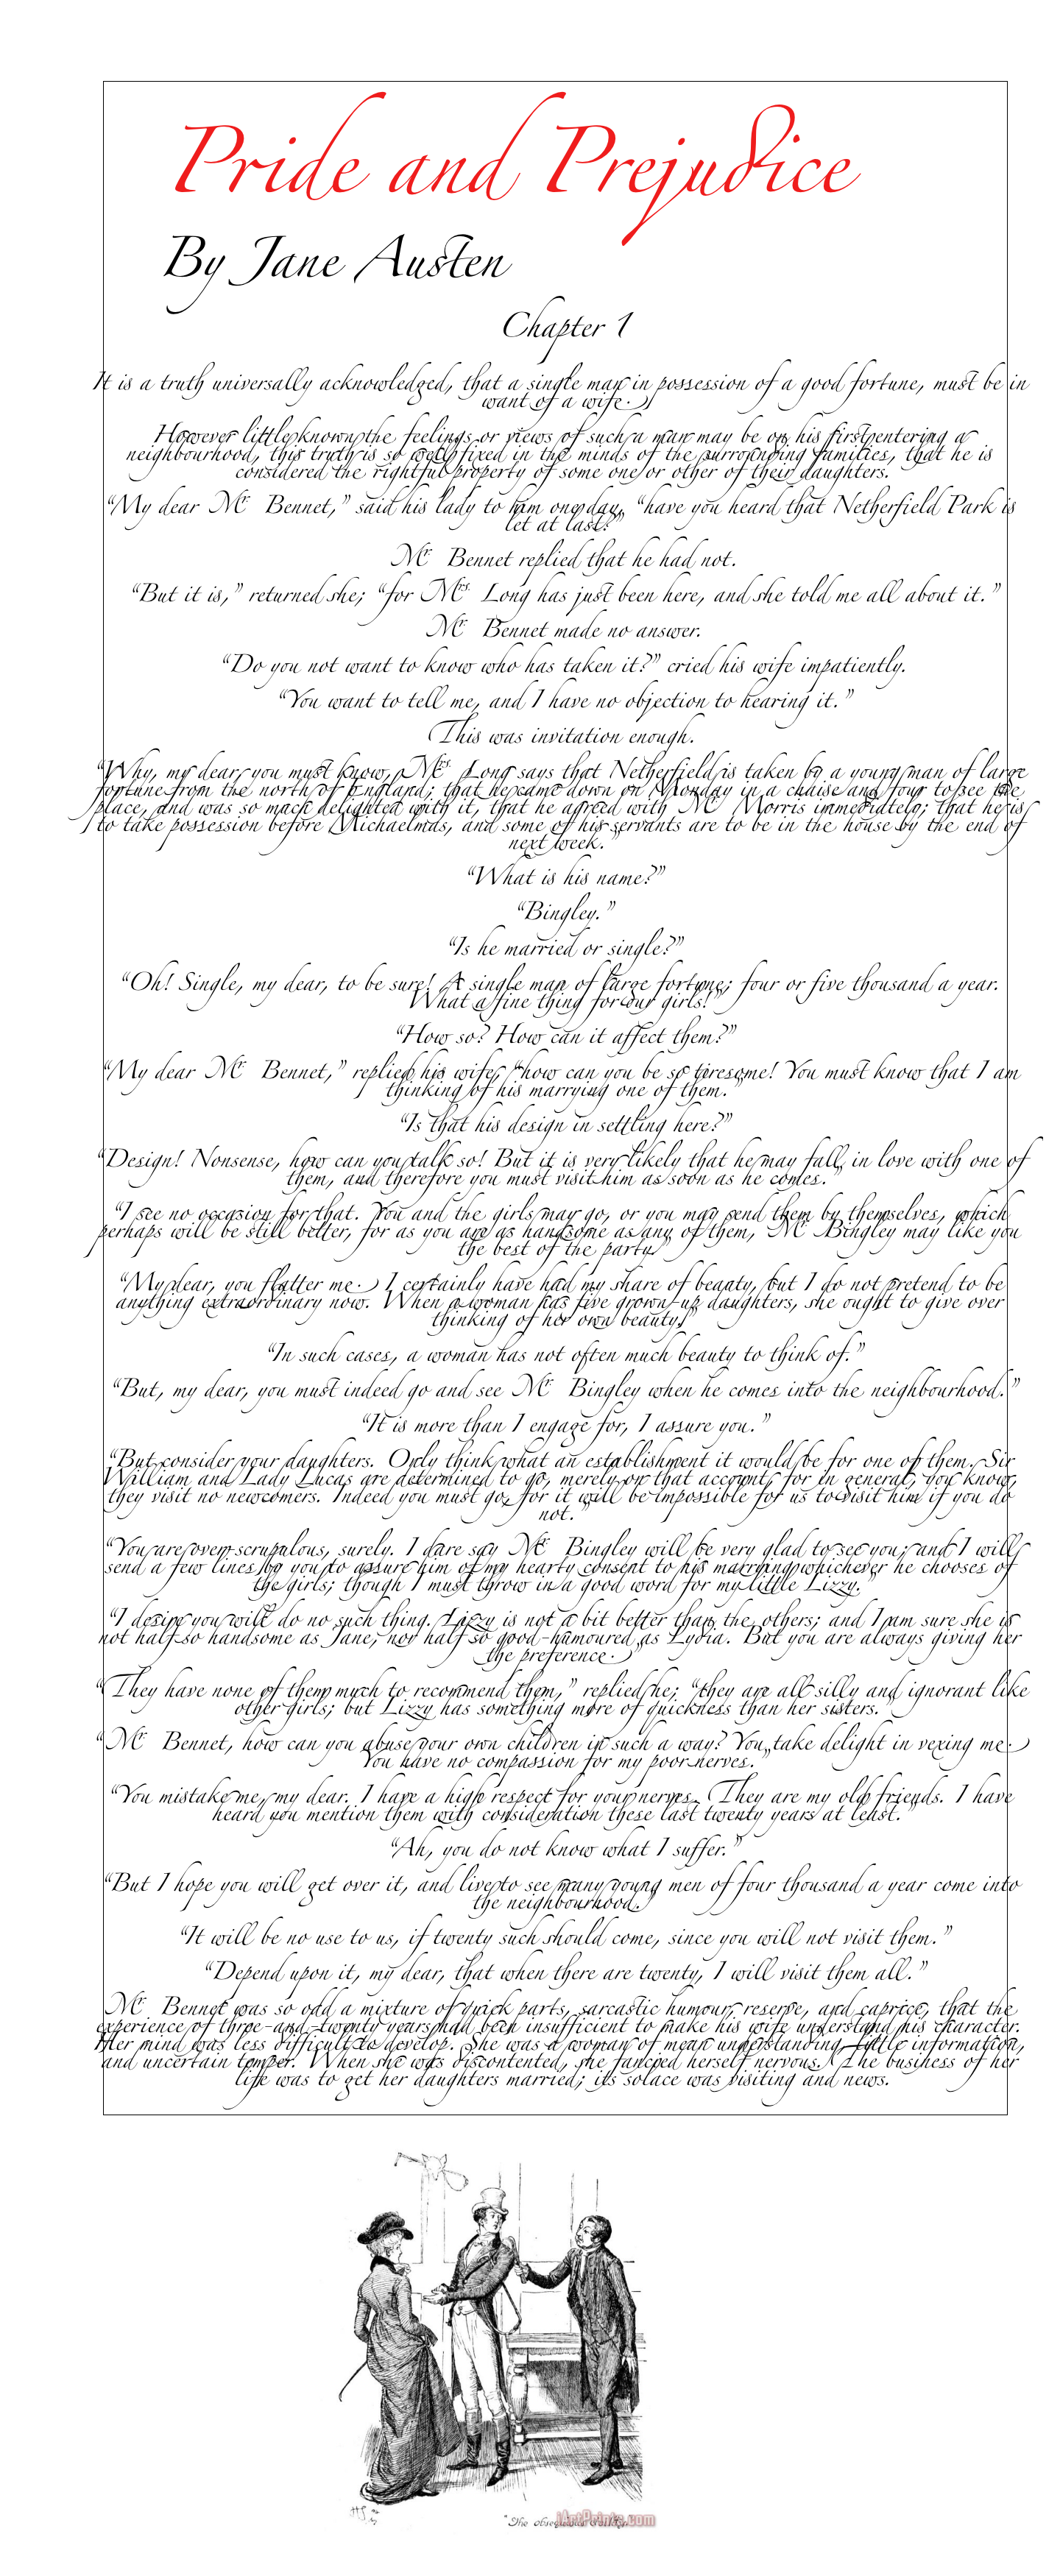 Pride and Prejudice
By Jane Austen
Chapter 1
It is a truth universally acknowledged, that a single man in possession of a good fortune, must be in
want of a wife.
However little known the feelings or views of such a man may be on his first entering a
neighbourhood, this truth is so well fixed in the minds of the surrounding families, that he is
considered the rightful property of some one or other of their daughters.
“My dear Mr. Bennet,” said his lady to him one day, “have you heard that Netherfield Park is
let at last?”
Mr. Bennet replied that he had not.
“But it is,” returned she; “for Mrs. Long has just been here, and she told me all about it.”
Mr. Bennet made no answer.
“Do you not want to know who has taken it?” cried his wife impatiently.
“You want to tell me, and I have no objection to hearing it.”
This was invitation enough.
“Why, my dear, you must know, Mrs. Long says that Netherfield is taken by a young man of large
fortune from the north of England; that he came down on Monday in a chaise and four to see the
place, and was so much delighted with it, that he agreed with Mr. Morris immediately; that he is
to take possession before Michaelmas, and some of his servants are to be in the house by the end of
next week.”
“What is his name?”
“Bingley.”
“Is he married or single?”
“Oh! Single, my dear, to be sure! A single man of large fortune; four or five thousand a year.
What a fine thing for our girls!”
“How so? How can it affect them?”
“My dear Mr. Bennet,” replied his wife, “how can you be so tiresome! You must know that I am
thinking of his marrying one of them.”
“Is that his design in settling here?”
“Design! Nonsense, how can you talk so! But it is very likely that he may fall in love with one of
them, and therefore you must visit him as soon as he comes.”
“I see no occasion for that. You and the girls may go, or you may send them by themselves, which
perhaps will be still better, for as you are as handsome as any of them, Mr. Bingley may like you
the best of the party.”
“My dear, you flatter me. I certainly have had my share of beauty, but I do not pretend to be
anything extraordinary now. When a woman has five grown-up daughters, she ought to give over
thinking of her own beauty.”
“In such cases, a woman has not often much beauty to think of.”
“But, my dear, you must indeed go and see Mr. Bingley when he comes into the neighbourhood.”
“It is more than I engage for, I assure you.”
“But consider your daughters. Only think what an establishment it would be for one of them. Sir
William and Lady Lucas are determined to go, merely on that account, for in general, you know,
they visit no newcomers. Indeed you must go, for it will be impossible for us to visit him if you do
not.”
“You are over-scrupulous, surely. I dare say Mr. Bingley will be very glad to see you; and I will
send a few lines by you to assure him of my hearty consent to his marrying whichever he chooses of
the girls; though I must throw in a good word for my little Lizzy.”
“I desire you will do no such thing. Lizzy is not a bit better than the others; and I am sure she is
not half so handsome as Jane, nor half so good-humoured as Lydia. But you are always giving her
the preference.”
“They have none of them much to recommend them,” replied he; “they are all silly and ignorant like
other girls; but Lizzy has something more of quickness than her sisters.”
“Mr. Bennet, how can you abuse your own children in such a way? You take delight in vexing me.
You have no compassion for my poor nerves.”
“You mistake me, my dear. I have a high respect for your nerves. They are my old friends. I have
heard you mention them with consideration these last twenty years at least.”
“Ah, you do not know what I suffer.”
“But I hope you will get over it, and live to see many young men of four thousand a year come into
the neighbourhood.”
“It will be no use to us, if twenty such should come, since you will not visit them.”
“Depend upon it, my dear, that when there are twenty, I will visit them all.”
Mr. Bennet was so odd a mixture of quick parts, sarcastic humour, reserve, and caprice, that the
experience of three-and-twenty years had been insufficient to make his wife understand his character.
Her mind was less difficult to develop. She was a woman of mean understanding, little information,
and uncertain temper. When she was discontented, she fancied herself nervous. The business of her
life was to get her daughters married; its solace was visiting and news.
"The
iArtPrints.com